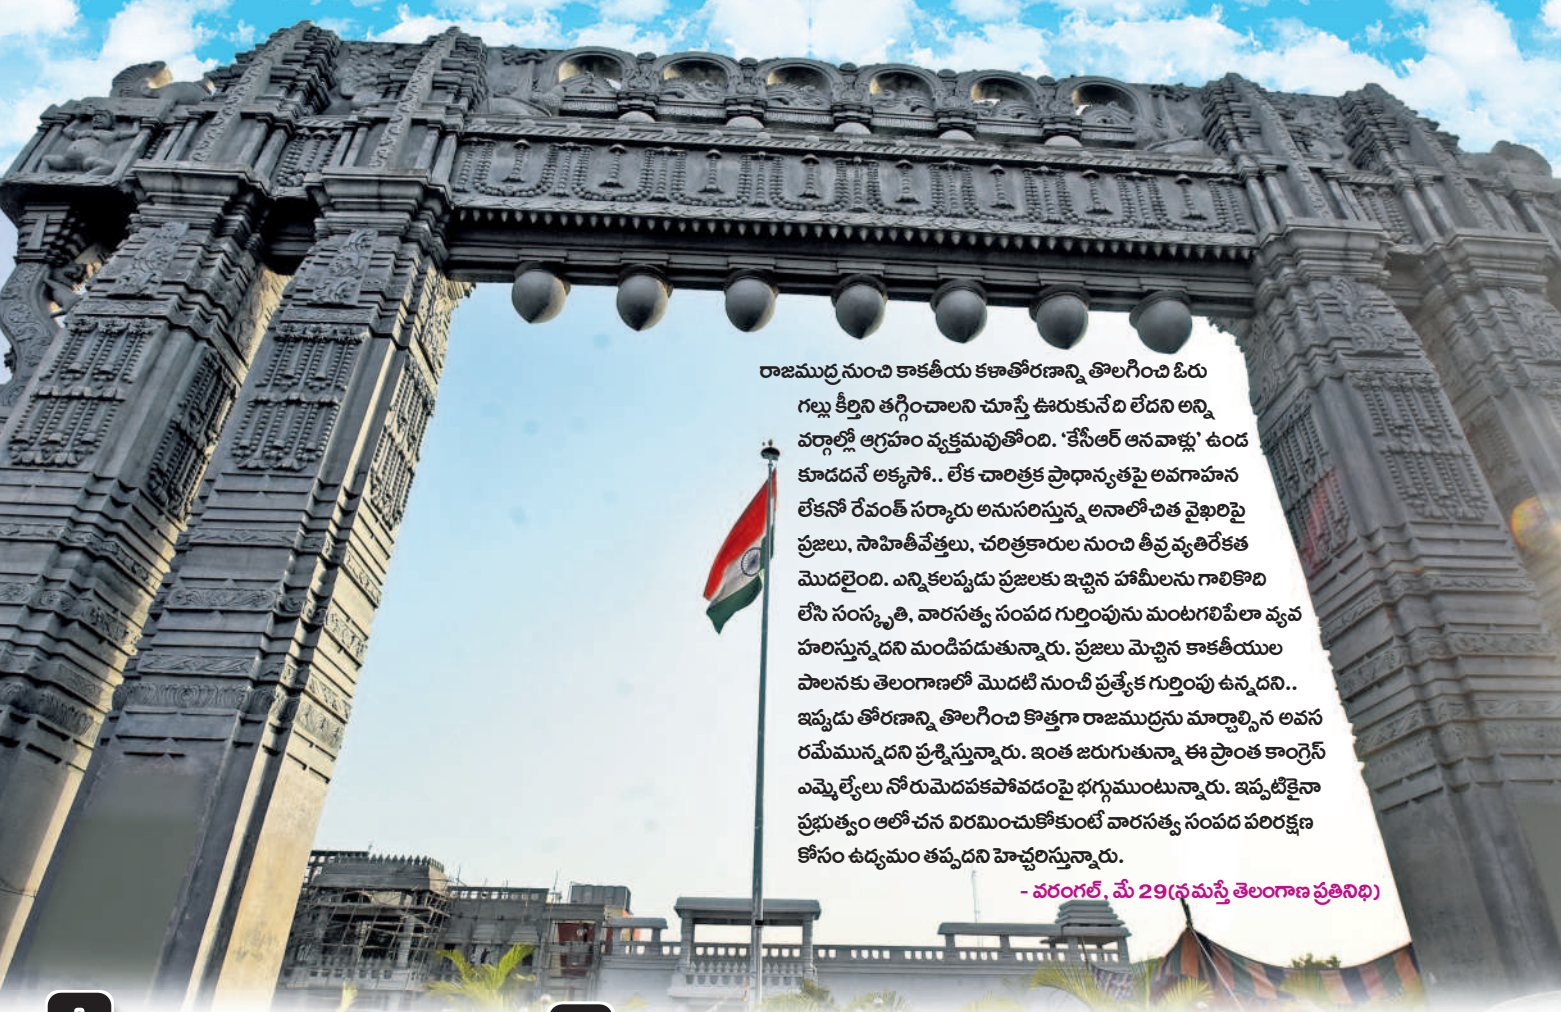 రాజముద్ర నుంచి కాకతీయ కళాతోరణాన్ని తొలగించి ఓరు
గల్లు కీర్తిని తగ్గించాలని చూస్తే ఊరుకునేది లేదని అన్ని
వర్గాల్లో ఆగ్రహం వ్యక్తమవుతోంది. ‘కేసీఆర్ ఆనవాళ్లు’ ఉండ
కూడదనే అక్కసో.. లేక చారిత్రక ప్రాధాన్యతపై అవగాహన
లేకనో రేవంత్ సర్కారు అనుసరిస్తున్న అనాలోచిత వైఖరిపై
ప్రజలు, సాహితీవేత్తలు, చరిత్రకారుల నుంచి తీవ్ర వ్యతిరేకత
మొదలైంది. ఎన్నికలప్పుడు ప్రజలకు ఇచ్చిన హామీలను గాలికొది
లేసి సంస్కృతి, వారసత్వ సంపద గుర్తింపును మంటగలిపేలా వ్యవ
హరిస్తున్నదని మండిపడుతున్నారు. ప్రజలు మెచ్చిన కాకతీయుల
పాలనకు తెలంగాణలో మొదటి నుంచీ ప్రత్యేక గుర్తింపు ఉన్నదని..
ఇప్పుడు తోరణాన్ని తొలగించి కొత్తగా రాజముద్రను మార్చాల్సిన అవస
రమేమున్నదని ప్రశ్నిస్తున్నారు. ఇంత జరుగుతున్నా ఈ ప్రాంత కాంగ్రెస్
ఎమ్మెల్యేలు నోరుమెదపకపోవడంపై భగ్గుముంటున్నారు. ఇప్పటికైనా
ప్రభుత్వం ఆలోచన విరమించుకోకుంటే వారసత్వ సంపద పరిరక్షణ
కోసం ఉద్యమం తప్పదని హెచ్చరిస్తున్నారు.
- వరంగల్, మే 29(నమస్తే తెలంగాణ ప్రతినిధి)